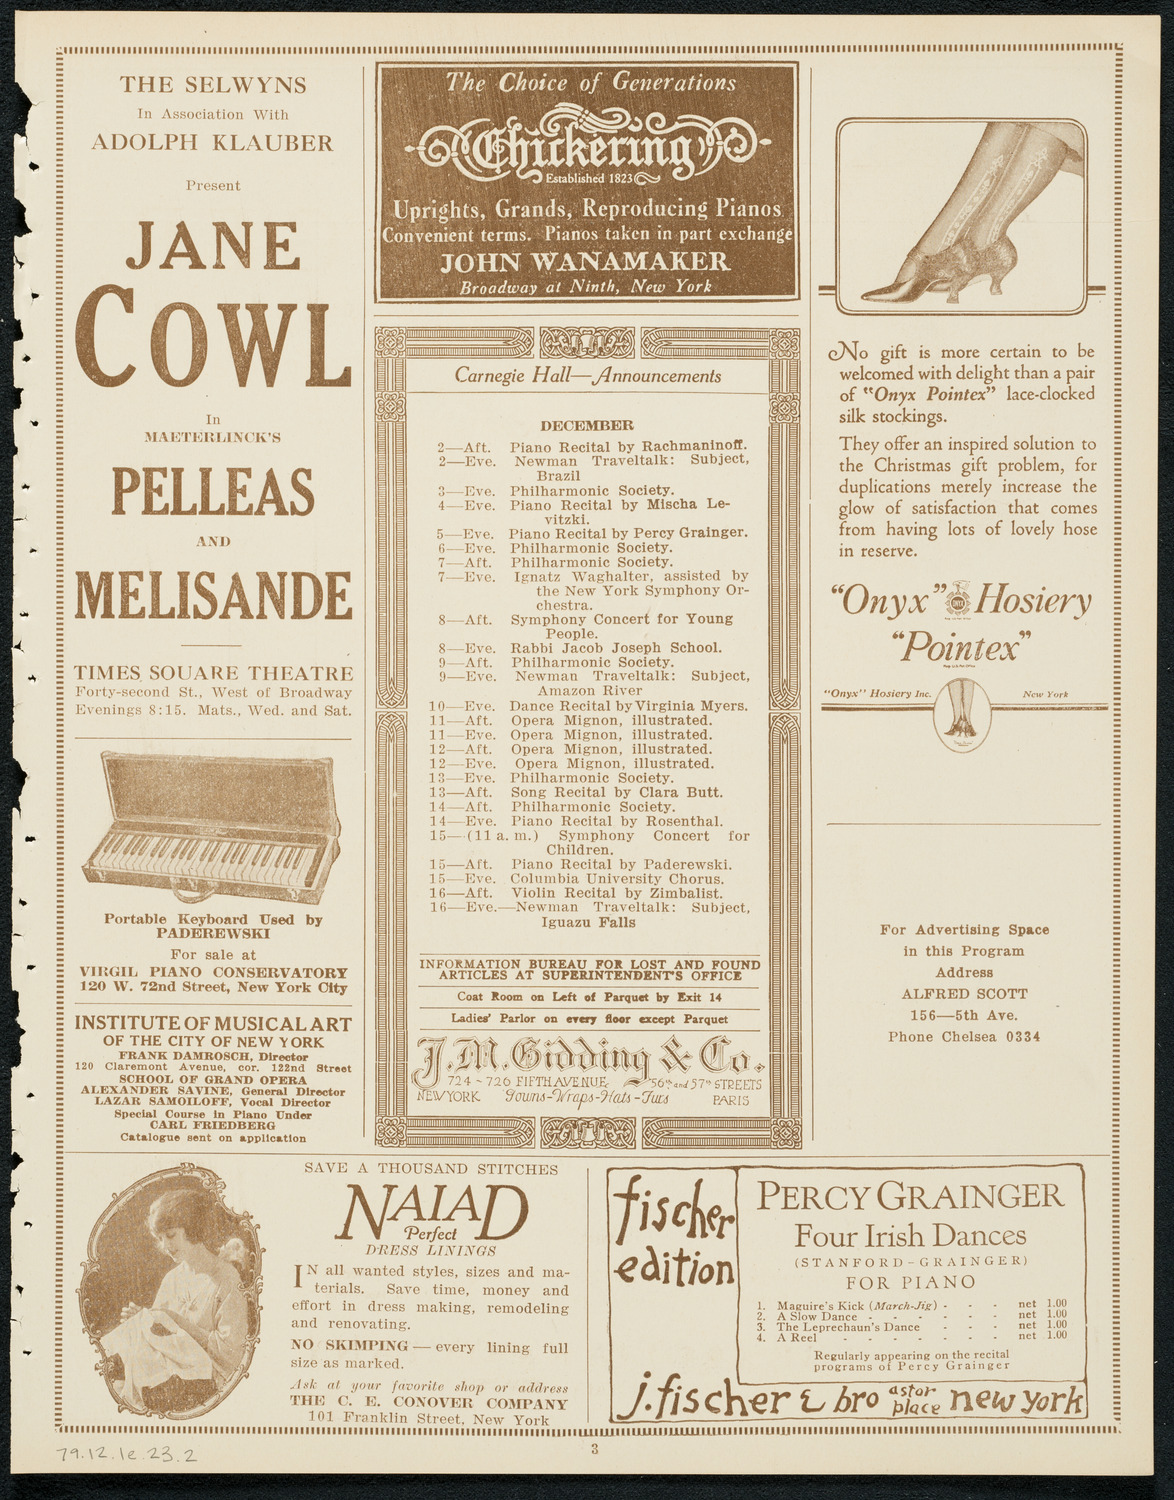 THE SELWYNS
In Association With
ADOLPH KLAUBER
Present
JANE
COWL
In
MAETERLINCK'S
PELLEAS
AND
MELISANDE
TIMES SQUARE THEATRE
Forty-second St., West of Broadway
Evenings 8:15. Mats., Wed. and Sat.
Portable Keyboard Used by
PADEREWSKI
For sale at
VIRGIL PIANO CONSERVATORY
120 W. 72nd Street, New York City
INSTITUTE OF MUSICAL ART
OF THE CITY OF NEW YORK
FRANK DAMROSCH, Director
120 Claremont Avenue, cor. 122nd Street
SCHOOL OF GRAND OPERA
ALEXANDER SAVINE, General Director
LAZAR SAMOILOFF, Vocal Director
Special Course in Piano Under
CARL FRIEDBERG
Catalogue sent on application
The Choice of Generations
Chickering
Established 1823
Uprights, Grands, Reproducing Pianos
Convenient terms. Pianos taken in part exchange
JOHN WANAMAKER
Broadway at Ninth, New York
Carnegie Hall—Announcements
DECEMBER
2—Aft. Piano Recital by Rachmaninoff.
2—Eve. Newman Traveltalk: Subject,
Brazil
3—Eve. Philharmonic Society.
4—Eve. Piano Recital by Mischa Le-
vitzki.
5—Eve. Piano Recital by Percy Grainger.
6—Eve. Philharmonic Society.
7—Aft. Philharmonic Society.
7—Eve. Ignatz Waghalter, assisted by
the New York Symphony Or-
chestra.
8—Aft. Symphony Concert for Young
People.
8—Eve. Rabbi Jacob Joseph School.
9—Aft. Philharmonic Society.
9—Eve. Newman Traveltalk: Subject,
Amazon River
10—Eve. Dance Recital by Virginia Myers.
11—Aft. Opera Mignon, illustrated.
11—Eve. Opera Mignon, illustrated.
12—Aft. Opera Mignon, illustrated.
12—Eve. Opera Mignon, illustrated.
13—Eve. Philharmonic Society.
13—Aft. Song Recital by Clara Butt.
14—Aft. Philharmonic Society.
14—Eve. Piano Recital by Rosenthal.
15—(11 a. m.) Symphony Concert for
Children.
15—Aft. Piano Recital by Paderewski.
15—Eve. Columbia University Chorus.
16—Aft. Violin Recital by Zimbalist.
16—Eve.—Newman Traveltalk: Subject,
Iguazu Falls
INFORMATION BUREAU FOR LOST AND FOUND
ARTICLES AT SUPERINTENDENT'S OFFICE
Coat Room on Left of Parquet by Exit 14
Ladies' Parlor on every floor except Parquet
J.M. Gidding & Co.
724 - 726 FIFTH AVENUE 56th and 57th STREETS
NEW YORK Gowns-Wraps-Hats-Furs PARIS
No gift is more certain to be
welcomed with delight than a pair
of "Onyx Pointex" lace-clocked
silk stockings.
They offer an inspired solution to
the Christmas gift problem, for
duplications merely increase the
glow of satisfaction that comes
from having lots of lovely hose
in reserve.
"Onyx" Hosiery
"Pointex"
"Onyx" Hosiery Inc. New York
For Advertising Space
in this Program
Address
ALFRED SCOTT
156—5th Ave.
Phone Chelsea 0334
SAVE A THOUSAND STITCHES
NAIAD
Perfect
DRESS LININGS
IN all wanted styles, sizes and ma-
terials. Save time, money and
effort in dress making, remodeling
and renovating.
NO SKIMPING — every lining full
size as marked.
Ask at your favorite shop or address
THE C. E. CONOVER COMPANY
101 Franklin Street, New York
fischer
edition
PERCY GRAINGER
Four Irish Dances
(STANFORD-GRAINGER)
FOR PIANO
1. Maguire's Kick (March-Jig) - - - net 1.00
2. A Slow Dance - - - - - - net 1.00
3. The Leprechaun's Dance - - - net 1.00
4. A Reel - - - - - - net 1.00
Regularly appearing on the recital
programs of Percy Grainger
j. fischer & bro astor place new york
3
79.12.1e.23.2